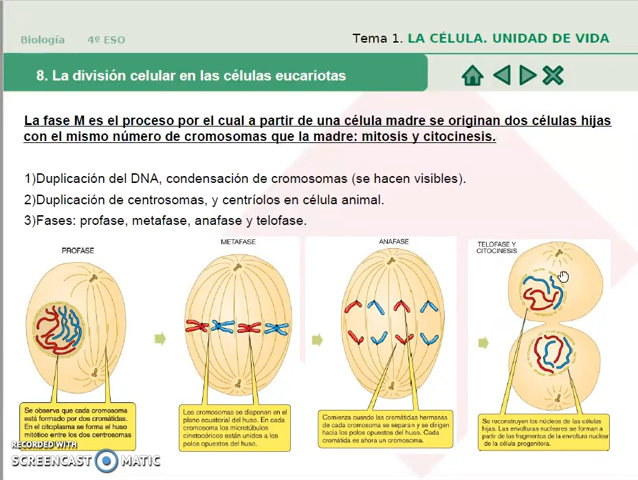 Biología 4º ESO
Tema 1. LA CÉLULA. UNIDAD DE VIDA
8. La división celular en las células eucariotas
La fase M es el proceso por el cual a partir de una célula madre se originan dos células hijas
con el mismo número de cromosomas que la madre: mitosis y citocinesis.
1)Duplicación del DNA, condensación de cromosomas (se hacen visibles).
2)Duplicación de centrosomas, y centríolos en célula animal.
3)Fases: profase, metafase, anafase y telofase.
PROFASE
METAFASE
ANAFASE
TELOFASE Y
CITOCINESIS
Se observa que cada cromosoma
está formado por dos cromátidas.
En el citoplasma se forma el huso
mitótico entre los dos centrosomas
Los cromosomas se disponen en el
plano ecuatorial del huso. En cada
cromosoma los microtúbulos
cinetocóricos están unidos a los
polos opuestos del huso.
Comienza cuando las cromátidas hermanas
de cada cromosoma se separan y se dirigen
hacia los polos opuestos del huso. Cada
cromátida es ahora un cromosoma.
Se reconstruyen los núcleos de las células
hijas. Las envolturas nucleares se forman a
partir de los fragmentos de la envoltura nuclear
de la célula progenitora.
RECORDED WITH
SCREENCAST MATIC